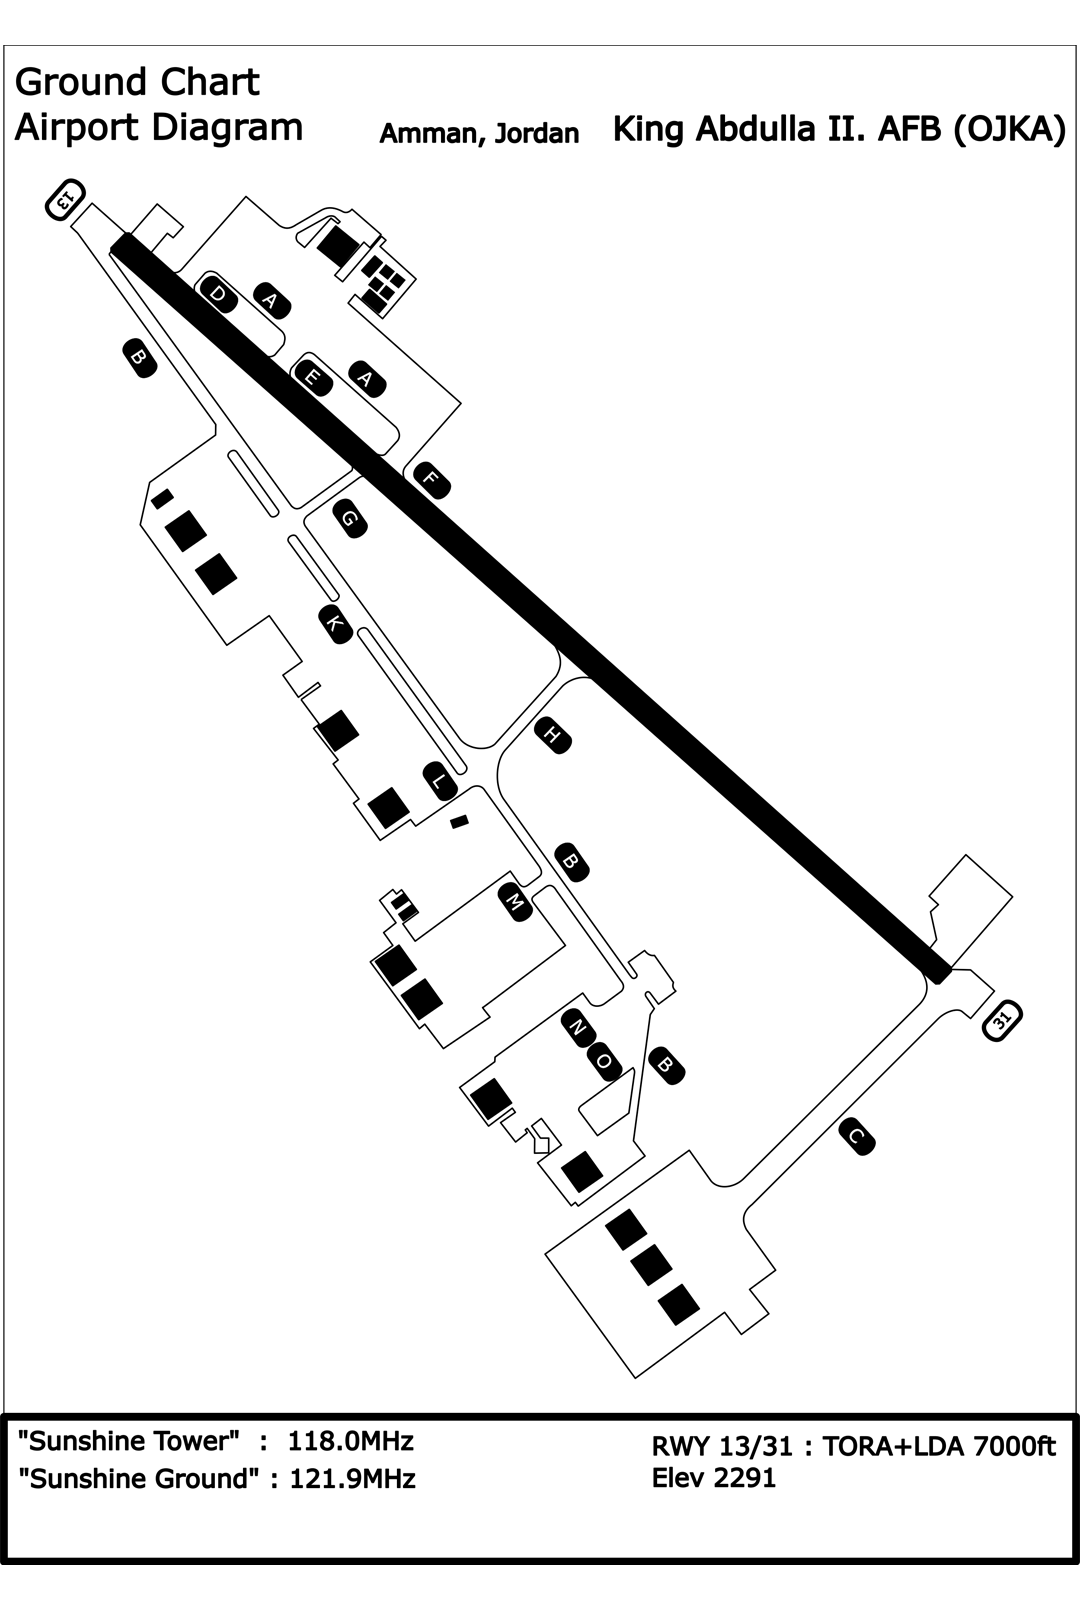 Ground Chart
Airport Diagram
Amman, Jordan
King Abdulla II. AFB (OJKA)
13
D
A
B
E
A
F
G
K
H
L
B
M
31
N
O
B
C
"Sunshine Tower" : 118.0MHz
"Sunshine Ground" : 121.9MHz
RWY 13/31 : TORA+LDA 7000ft
Elev 2291